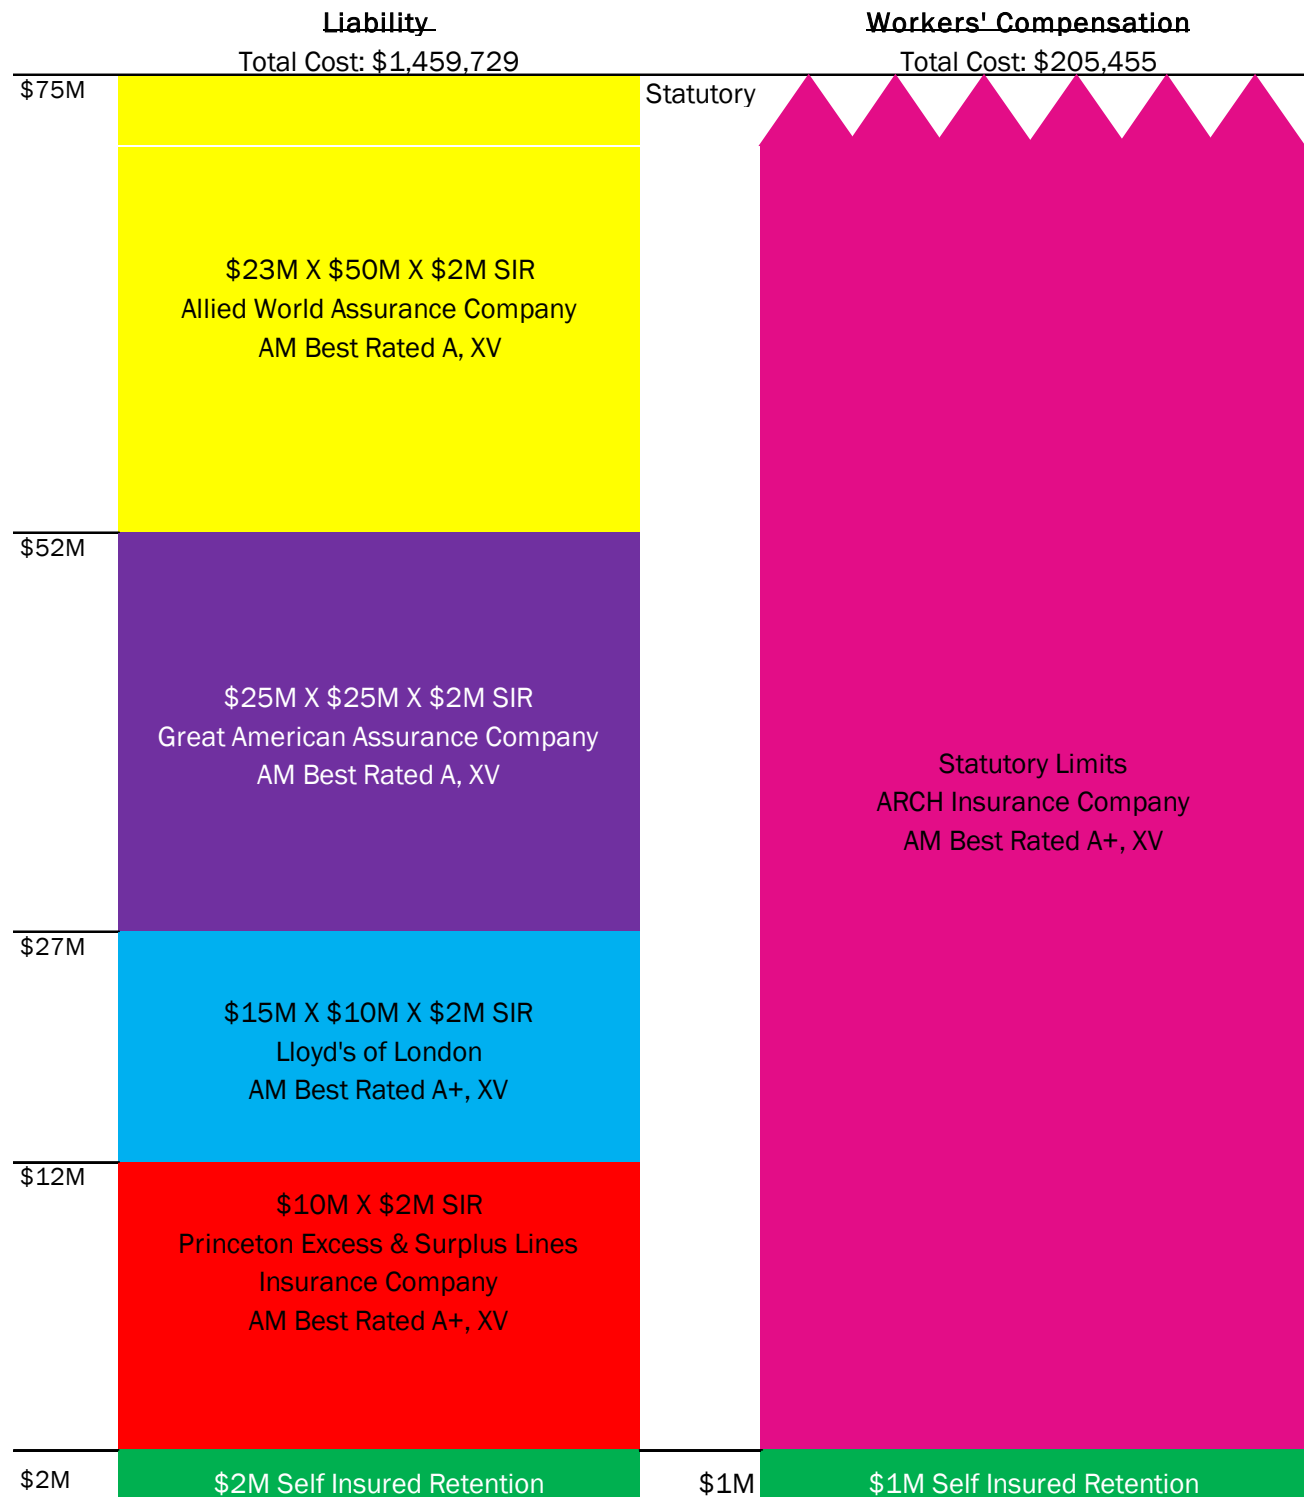 Liability
Total Cost: $1,459,729
$75M
$23M X $50M X $2M SIR
Allied World Assurance Company
AM Best Rated A, XV
$52M
$25M X $25M X $2M SIR
Great American Assurance Company
AM Best Rated A, XV
$27M
$15M X $10M X $2M SIR
Lloyd's of London
AM Best Rated A+, XV
$12M
$10M X $2M SIR
Princeton Excess & Surplus Lines
Insurance Company
AM Best Rated A+, XV
$2M
$2M Self Insured Retention
Workers' Compensation
Total Cost: $205,455
Statutory
Statutory Limits
ARCH Insurance Company
AM Best Rated A+, XV
$1M
$1M Self Insured Retention